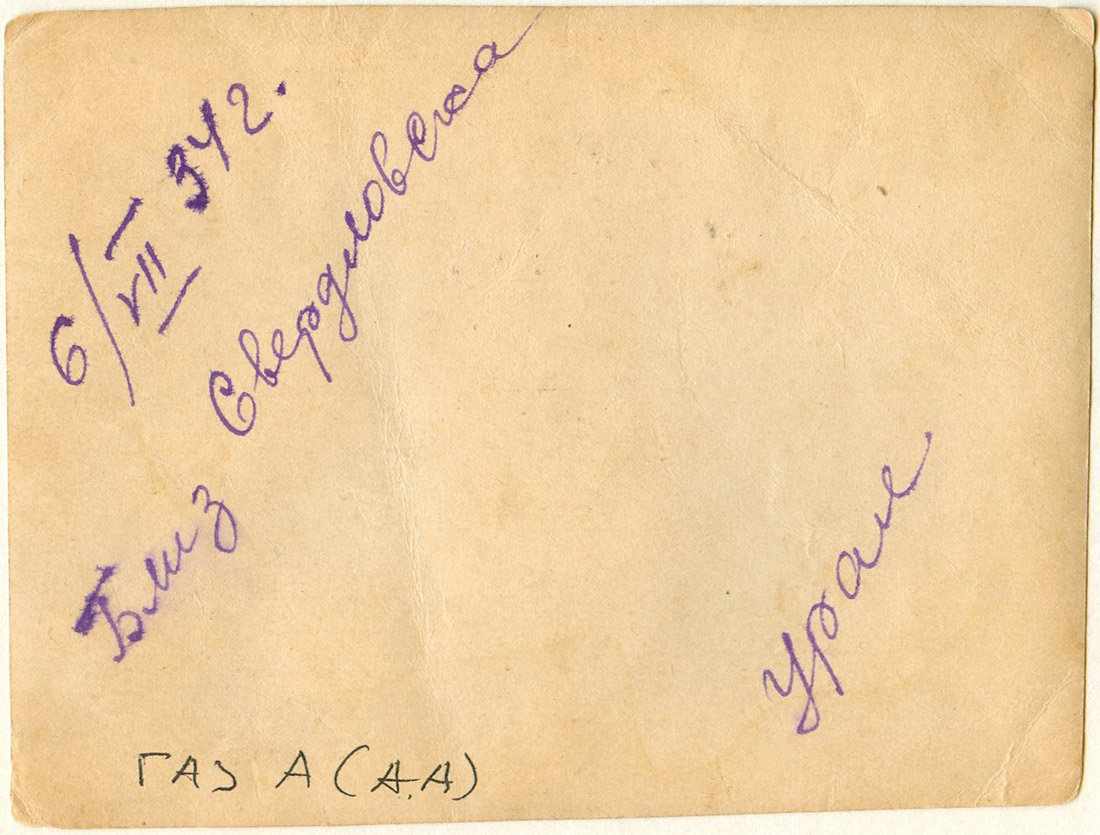 6/VII 34 г.
Близ Свердловска
Урал
ГАЗ А (А.А)